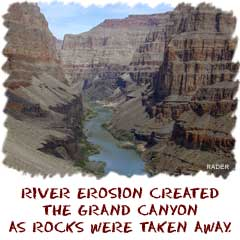 RADER
RIVER EROSION CREATED
THE GRAND CANYON
AS ROCKS WERE TAKEN AWAY.